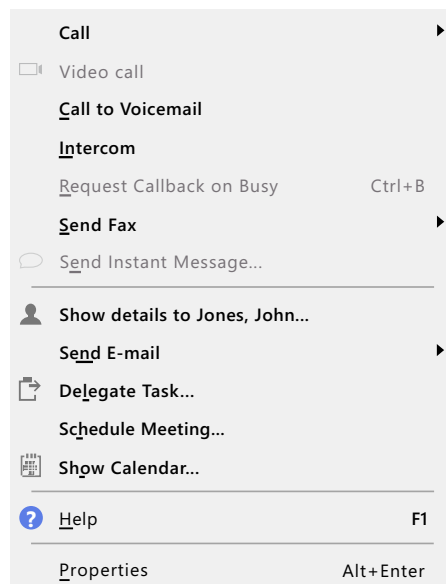 Call
Video call
Call to Voicemail
Intercom
Request Callback on Busy Ctrl+B
Send Fax
Send Instant Message...
Show details to Jones, John...
Send E-mail
Delegate Task...
Schedule Meeting...
Show Calendar...
? Help F1
Properties Alt+Enter